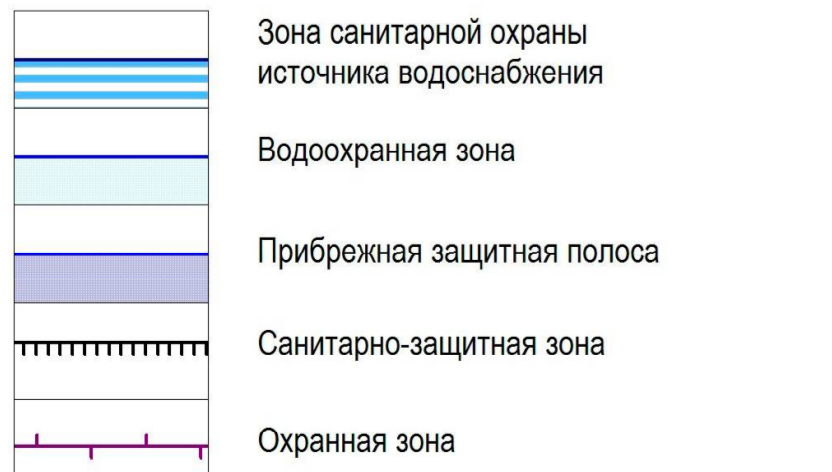 Зона санитарной охраны
источника водоснабжения
Водоохранная зона
Прибрежная защитная полоса
Санитарно-защитная зона
Охранная зона